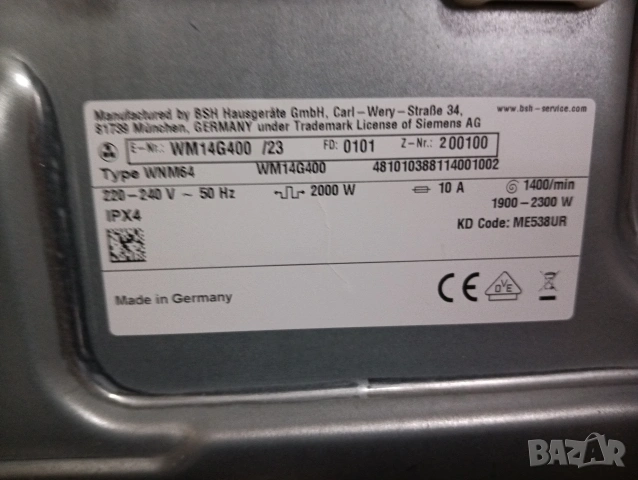 Manufactured by BSH Hausgeräte GmbH, Carl-Wery-Straße 34, www.bsh-service.com
81739 München, GERMANY under Trademark License of Siemens AG
E-Nr.: WM14G400 /23 FD: 0101 Z-Nr.: 200100
Type WNM64 WM14G400 481010388114001002
220-240 V ~ 50 Hz 2000 W 10 A 1400/min
IPX4 1900-2300 W
KD Code: ME538UR
Made in Germany CE DVE
BAZAR